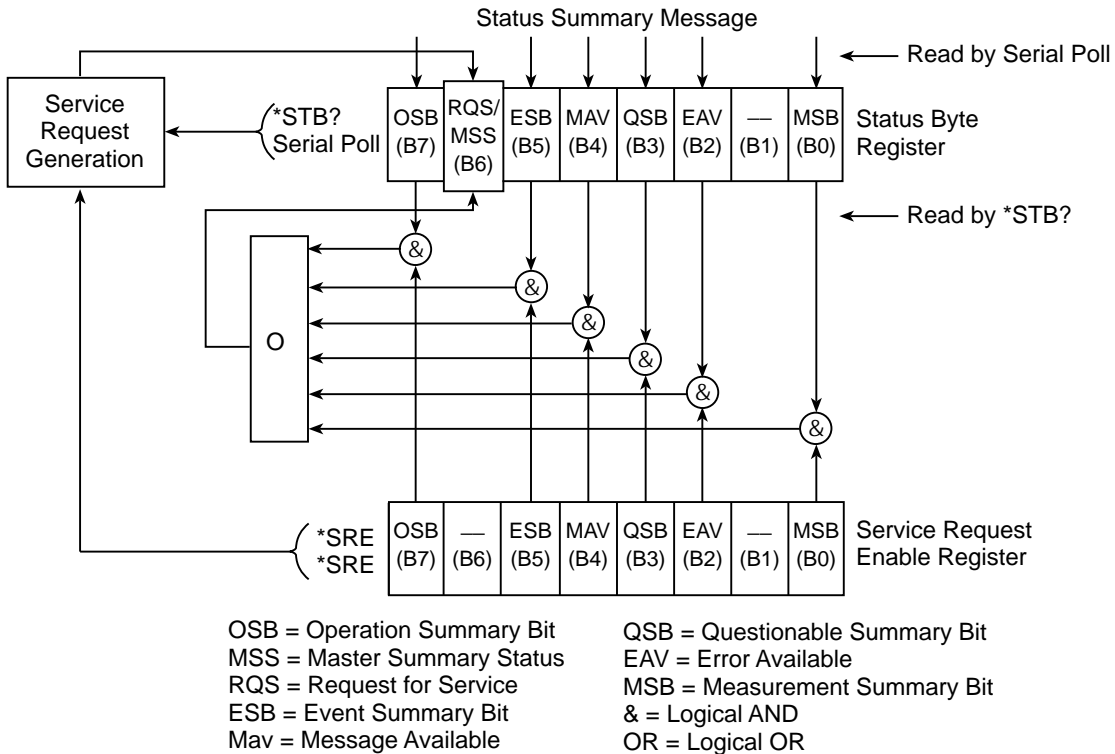 Status Summary Message
Read by Serial Poll
Service
Request
Generation
*STB?
Serial Poll
OSB
(B7)
RQS/
MSS
(B6)
ESB
(B5)
MAV
(B4)
QSB
(B3)
EAV
(B2)
—
(B1)
MSB
(B0)
Status Byte
Register
Read by *STB?
&
&
&
&
&
&
O
*SRE
*SRE
OSB
(B7)
—
(B6)
ESB
(B5)
MAV
(B4)
QSB
(B3)
EAV
(B2)
—
(B1)
MSB
(B0)
Service Request
Enable Register
OSB = Operation Summary Bit
MSS = Master Summary Status
RQS = Request for Service
ESB = Event Summary Bit
Mav = Message Available
QSB = Questionable Summary Bit
EAV = Error Available
MSB = Measurement Summary Bit
& = Logical AND
OR = Logical OR